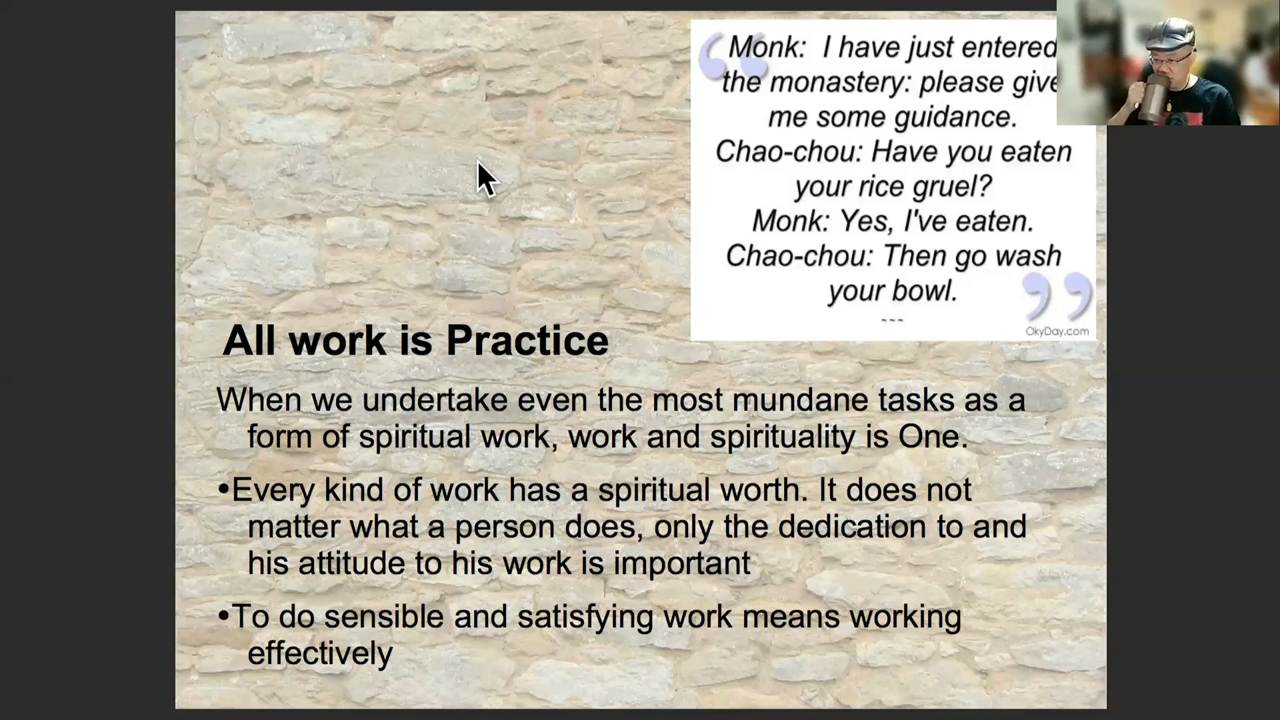 Monk:  I have just entered
the monastery: please give
me some guidance.
Chao-chou: Have you eaten
your rice gruel?
Monk: Yes, I've eaten.
Chao-chou: Then go wash
your bowl.
~~~
OkyDay.com
All work is Practice
When we undertake even the most mundane tasks as a
form of spiritual work, work and spirituality is One.
•Every kind of work has a spiritual worth. It does not
matter what a person does, only the dedication to and
his attitude to his work is important
•To do sensible and satisfying work means working
effectively